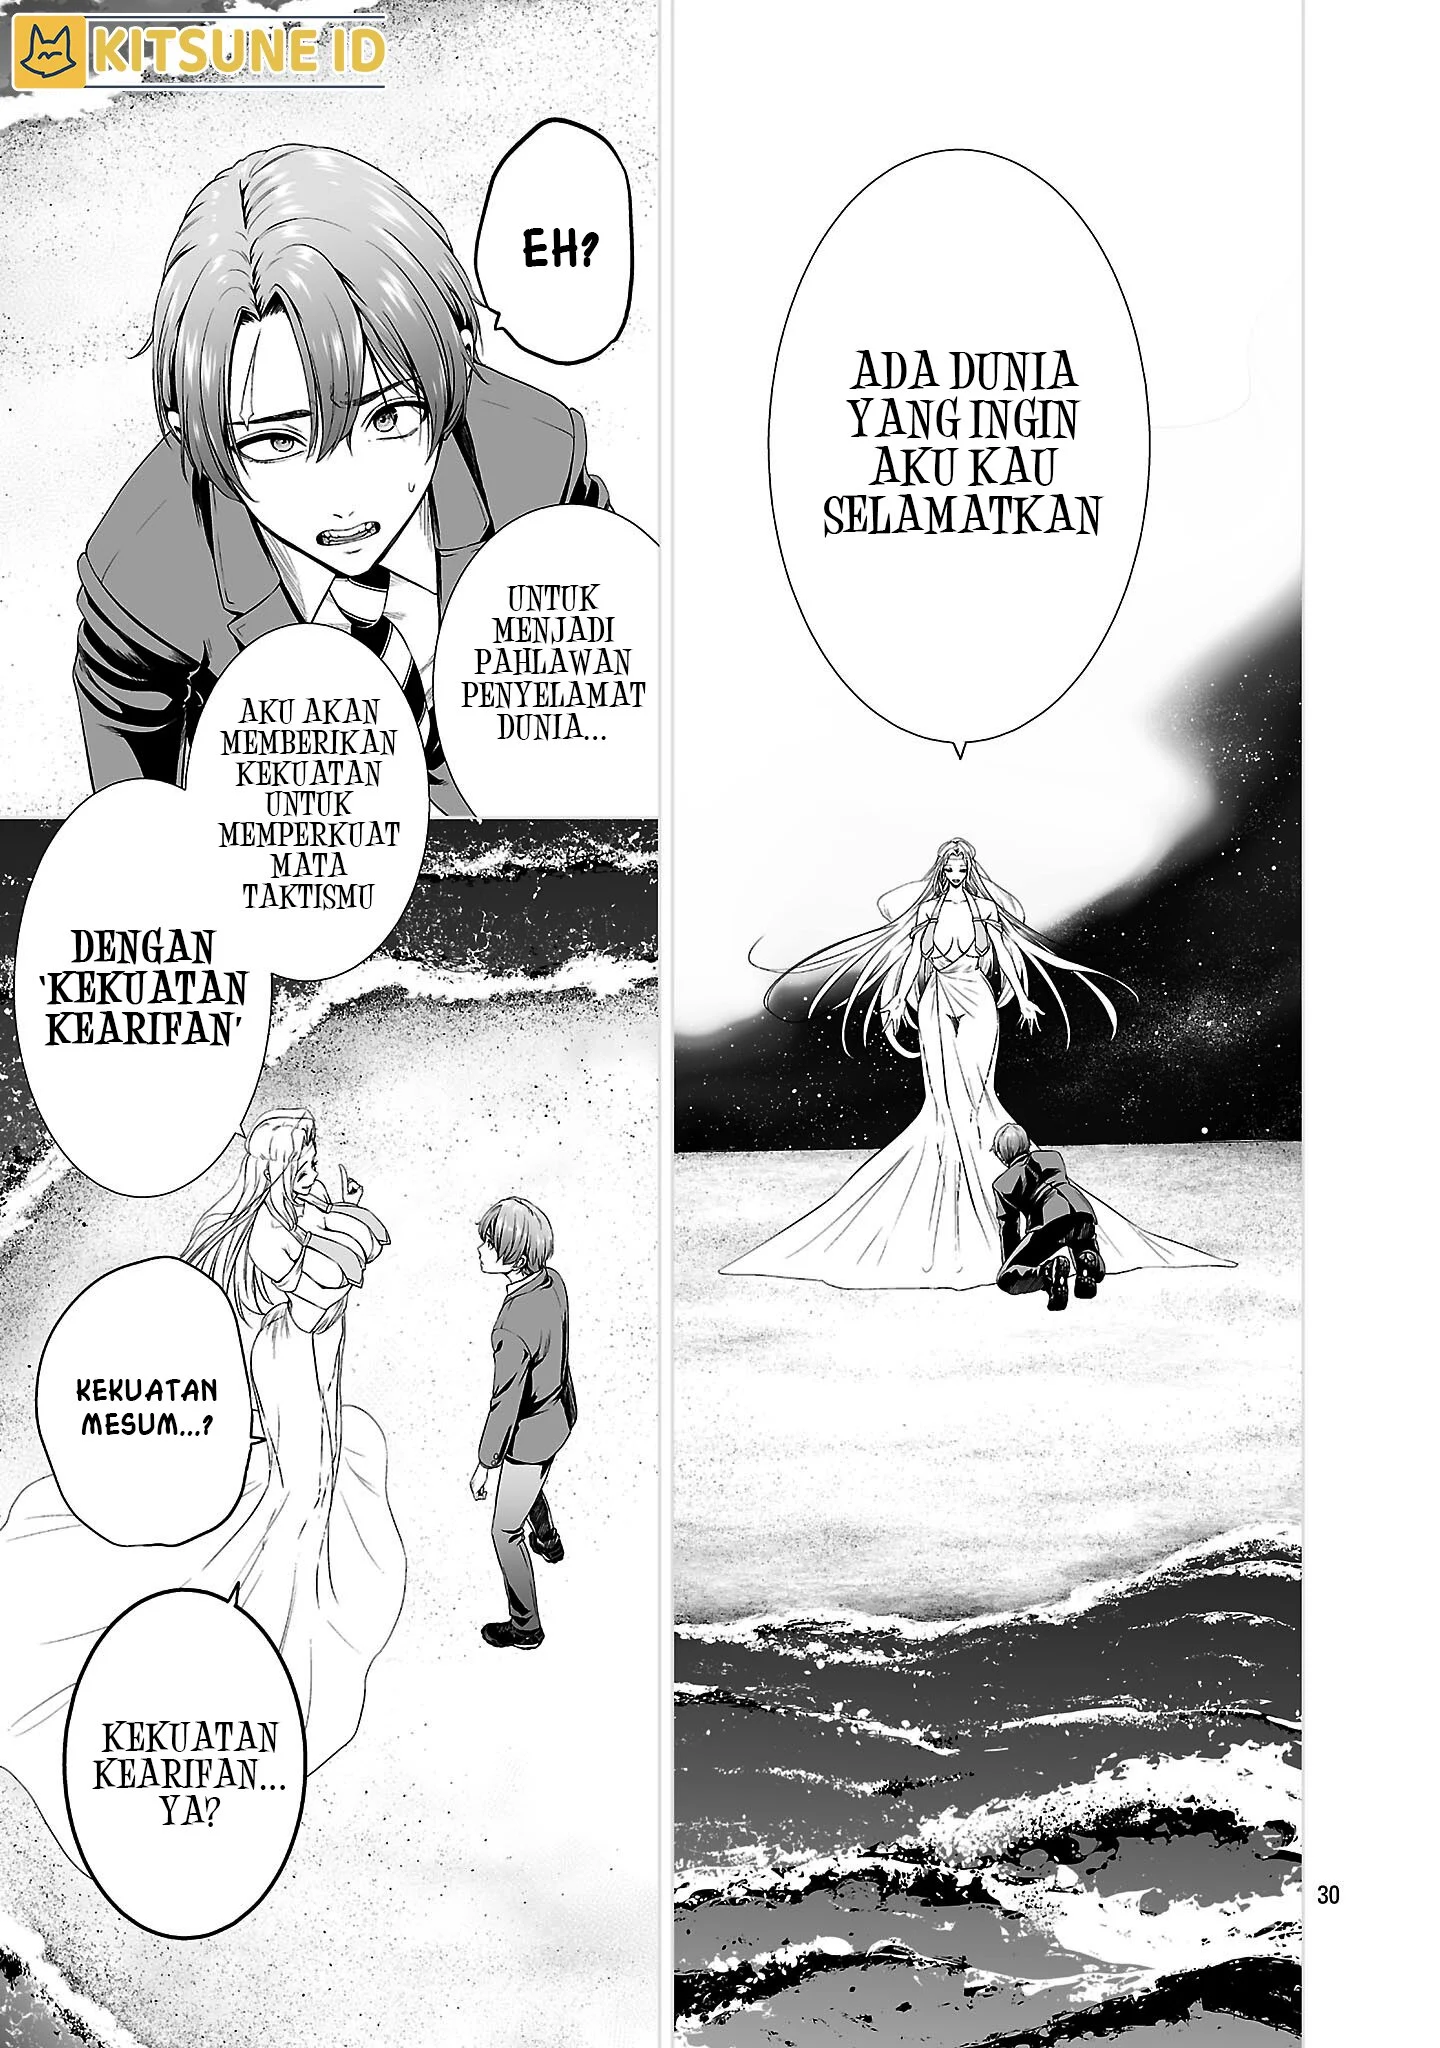 KITSUNE ID
ADA DUNIA
YANG INGIN
AKU KAU
SELAMATKAN
EH?
UNTUK
MENJADI
PAHLAWAN
PENYELAMAT
DUNIA...
AKU AKAN
MEMBERIKAN
KEKUATAN
UNTUK
MEMPERKUAT
MATA
TAKTISMU
DENGAN
'KEKUATAN
KEARIFAN'
KEKUATAN
MESUM...?
KEKUATAN
KEARIFAN...
YA?
30